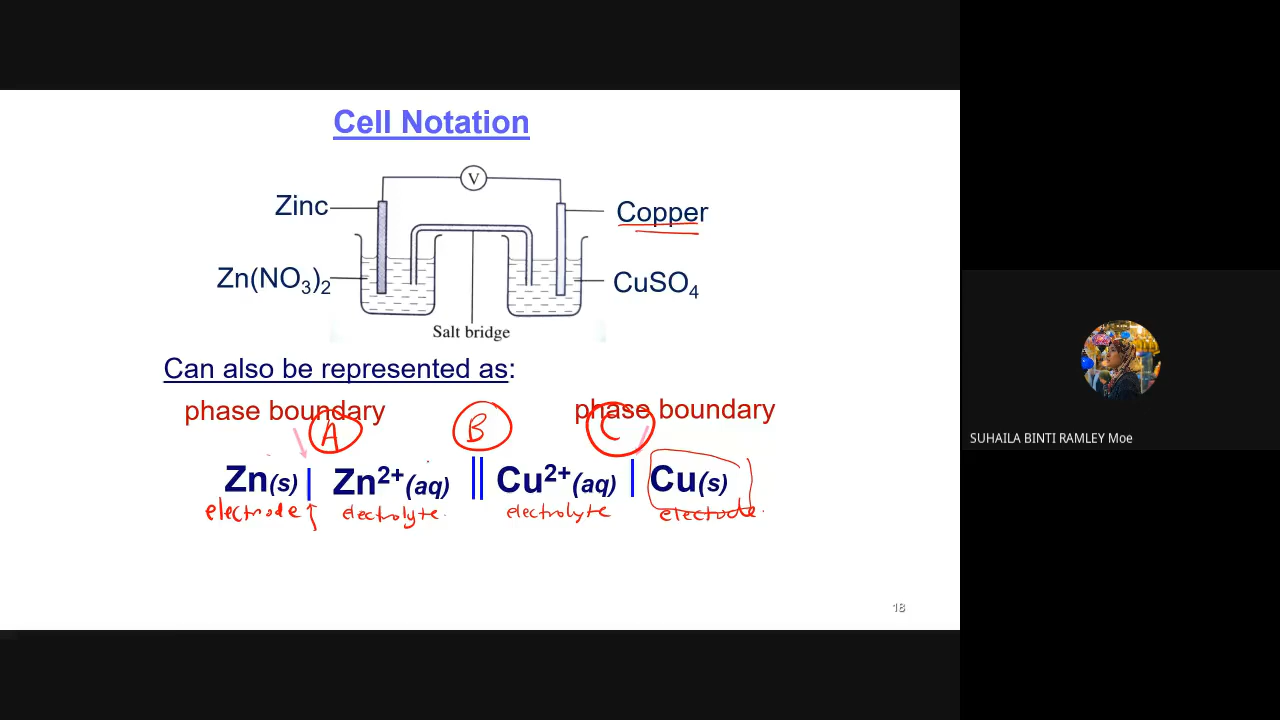 Cell Notation
V
Zinc
Copper
Zn(NO₃)₂
CuSO₄
Salt bridge
Can also be represented as:
phase boundary
phase boundary
A
B
C
Zn(s) | Zn²⁺(aq) || Cu²⁺(aq) | Cu(s)
electrode electrolyte electrolyte electrode
18
SUHAILA BINTI RAMLEY Moe